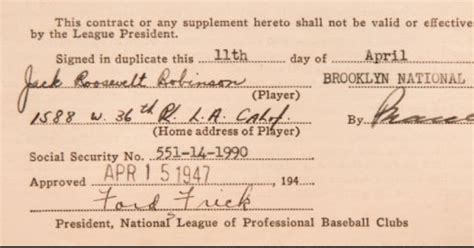 This contract or any supplement hereto shall not be valid or effective
by the League President.
Signed in duplicate this 11th day of April
Jack Roosevelt Robinson BROOKLYN NATIONAL
(Player)
1588 W. 36th Pl. L.A. Calif. By
(Home address of Player)
Social Security No. 551-14-1990
Approved APR 15 1947 , 194
Ford Frick
President, National League of Professional Baseball Clubs